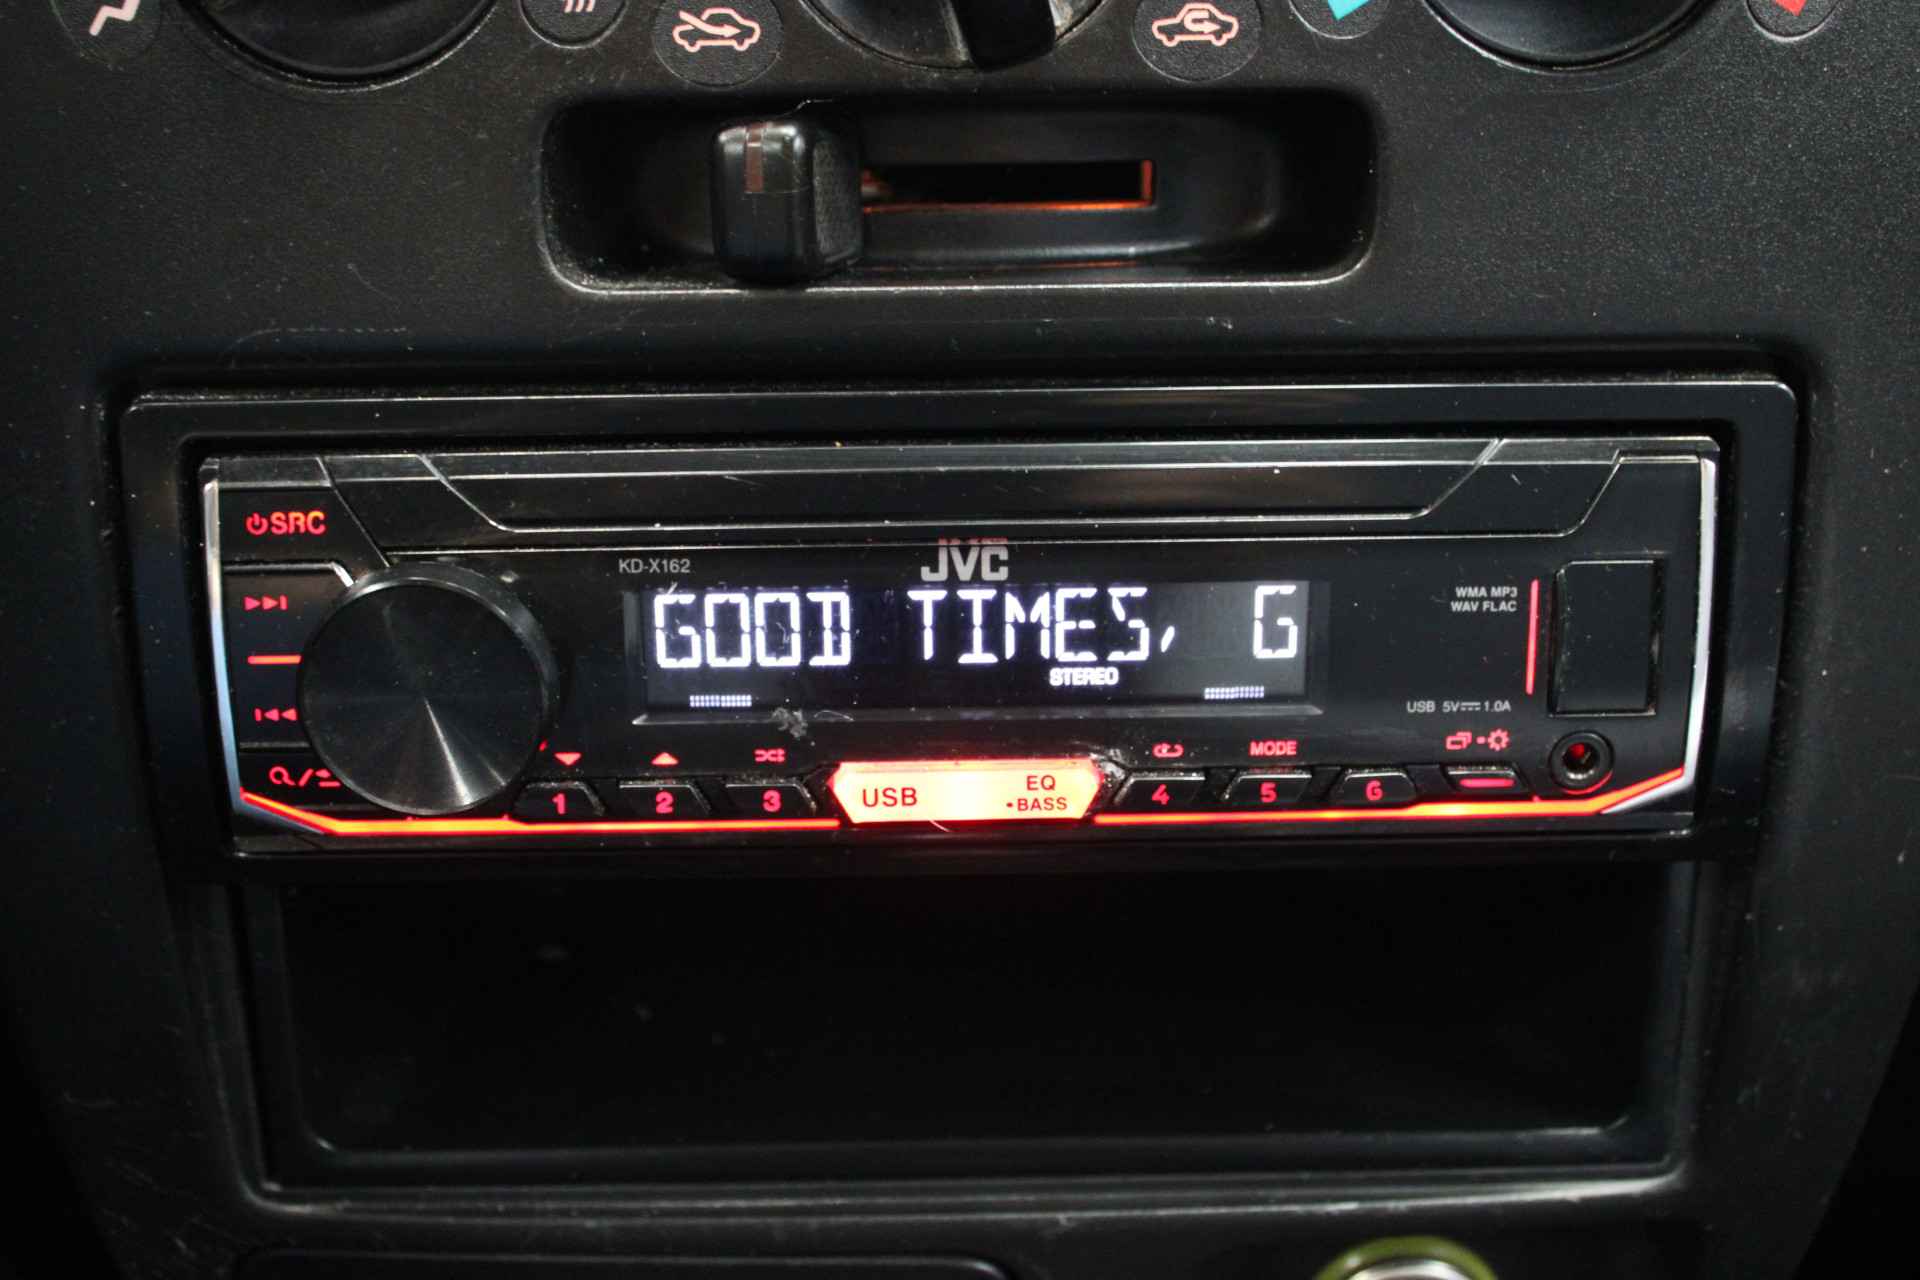 SRC
KD-X162
JVC
GOOD TIMES, G
STEREO
WMA MP3
WAV FLAC
USB 5V 1.0A
MODE
1
2
3
USB
EQ
•BASS
4
5
6